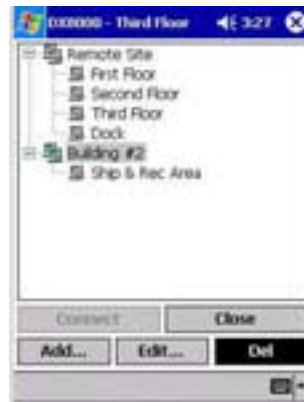 DX8000 - Third Floor 3:27
Remote Site
First Floor
Second Floor
Third Floor
Dock
Building #2
Ship & Rec Area
Connect Close
Add... Edit... Del